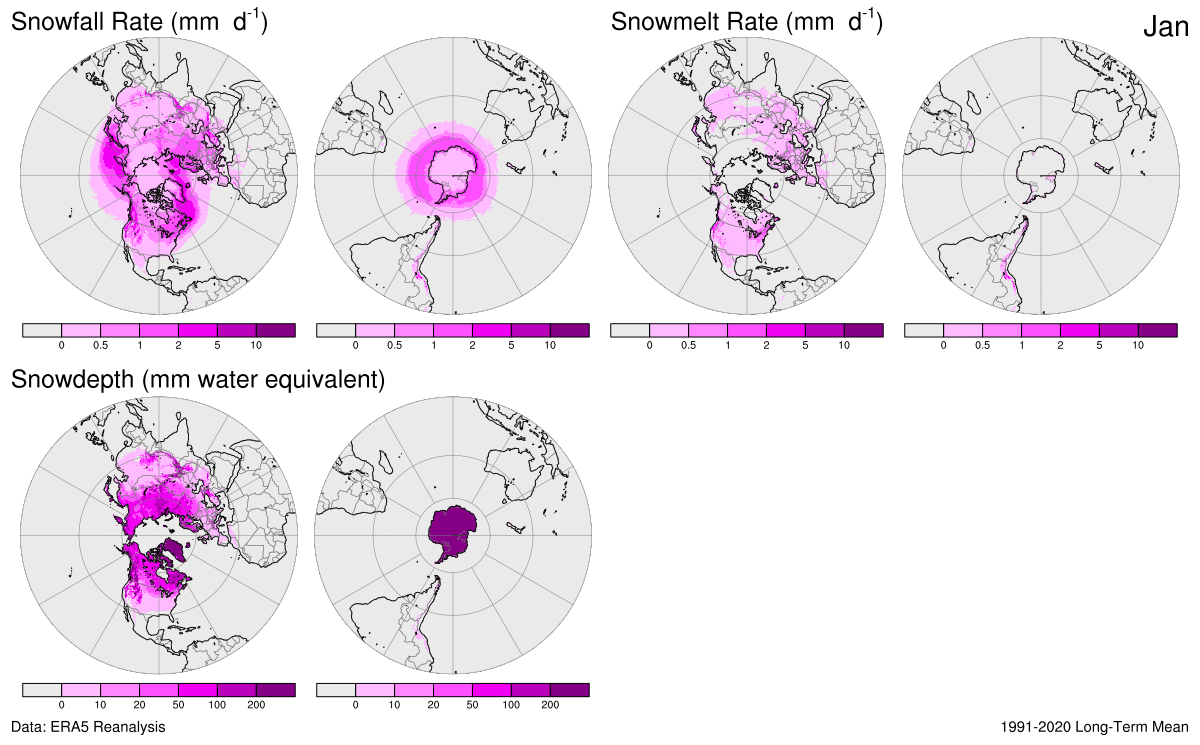 Snowfall Rate (mm d-1)
Snowmelt Rate (mm d-1)
Jan
0 0.5 1 2 5 10
0 0.5 1 2 5 10
0 0.5 1 2 5 10
0 0.5 1 2 5 10
Snowdepth (mm water equivalent)
0 10 20 50 100 200
0 10 20 50 100 200
Data: ERA5 Reanalysis
1991-2020 Long-Term Mean